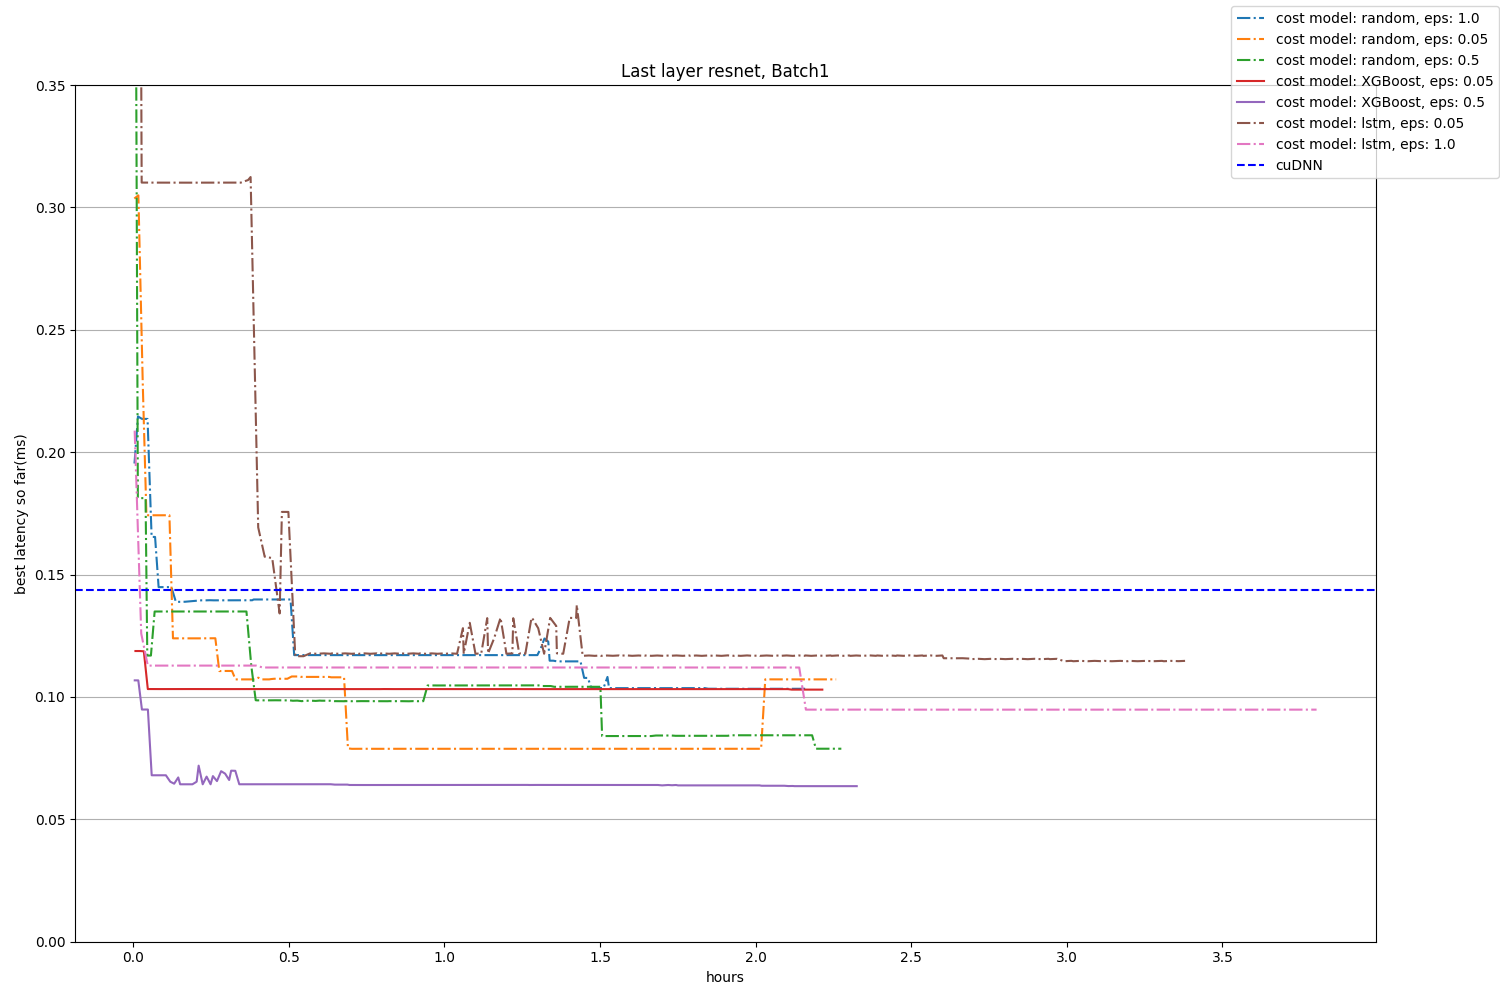 cost model: random, eps: 1.0
cost model: random, eps: 0.05
cost model: random, eps: 0.5
cost model: XGBoost, eps: 0.05
cost model: XGBoost, eps: 0.5
cost model: lstm, eps: 0.05
cost model: lstm, eps: 1.0
cuDNN
Last layer resnet, Batch1
best latency so far(ms)
0.35
0.30
0.25
0.20
0.15
0.10
0.05
0.00
0.0 0.5 1.0 1.5 2.0 2.5 3.0 3.5
hours